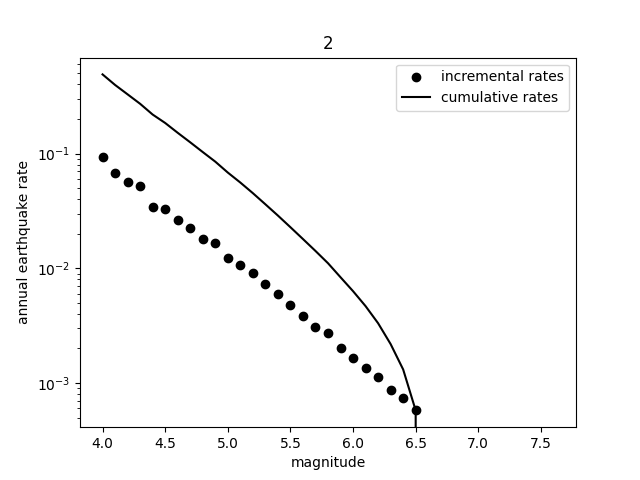 2
incremental rates
cumulative rates
annual earthquake rate
10⁻¹
10⁻²
10⁻³
4.0 4.5 5.0 5.5 6.0 6.5 7.0 7.5
magnitude